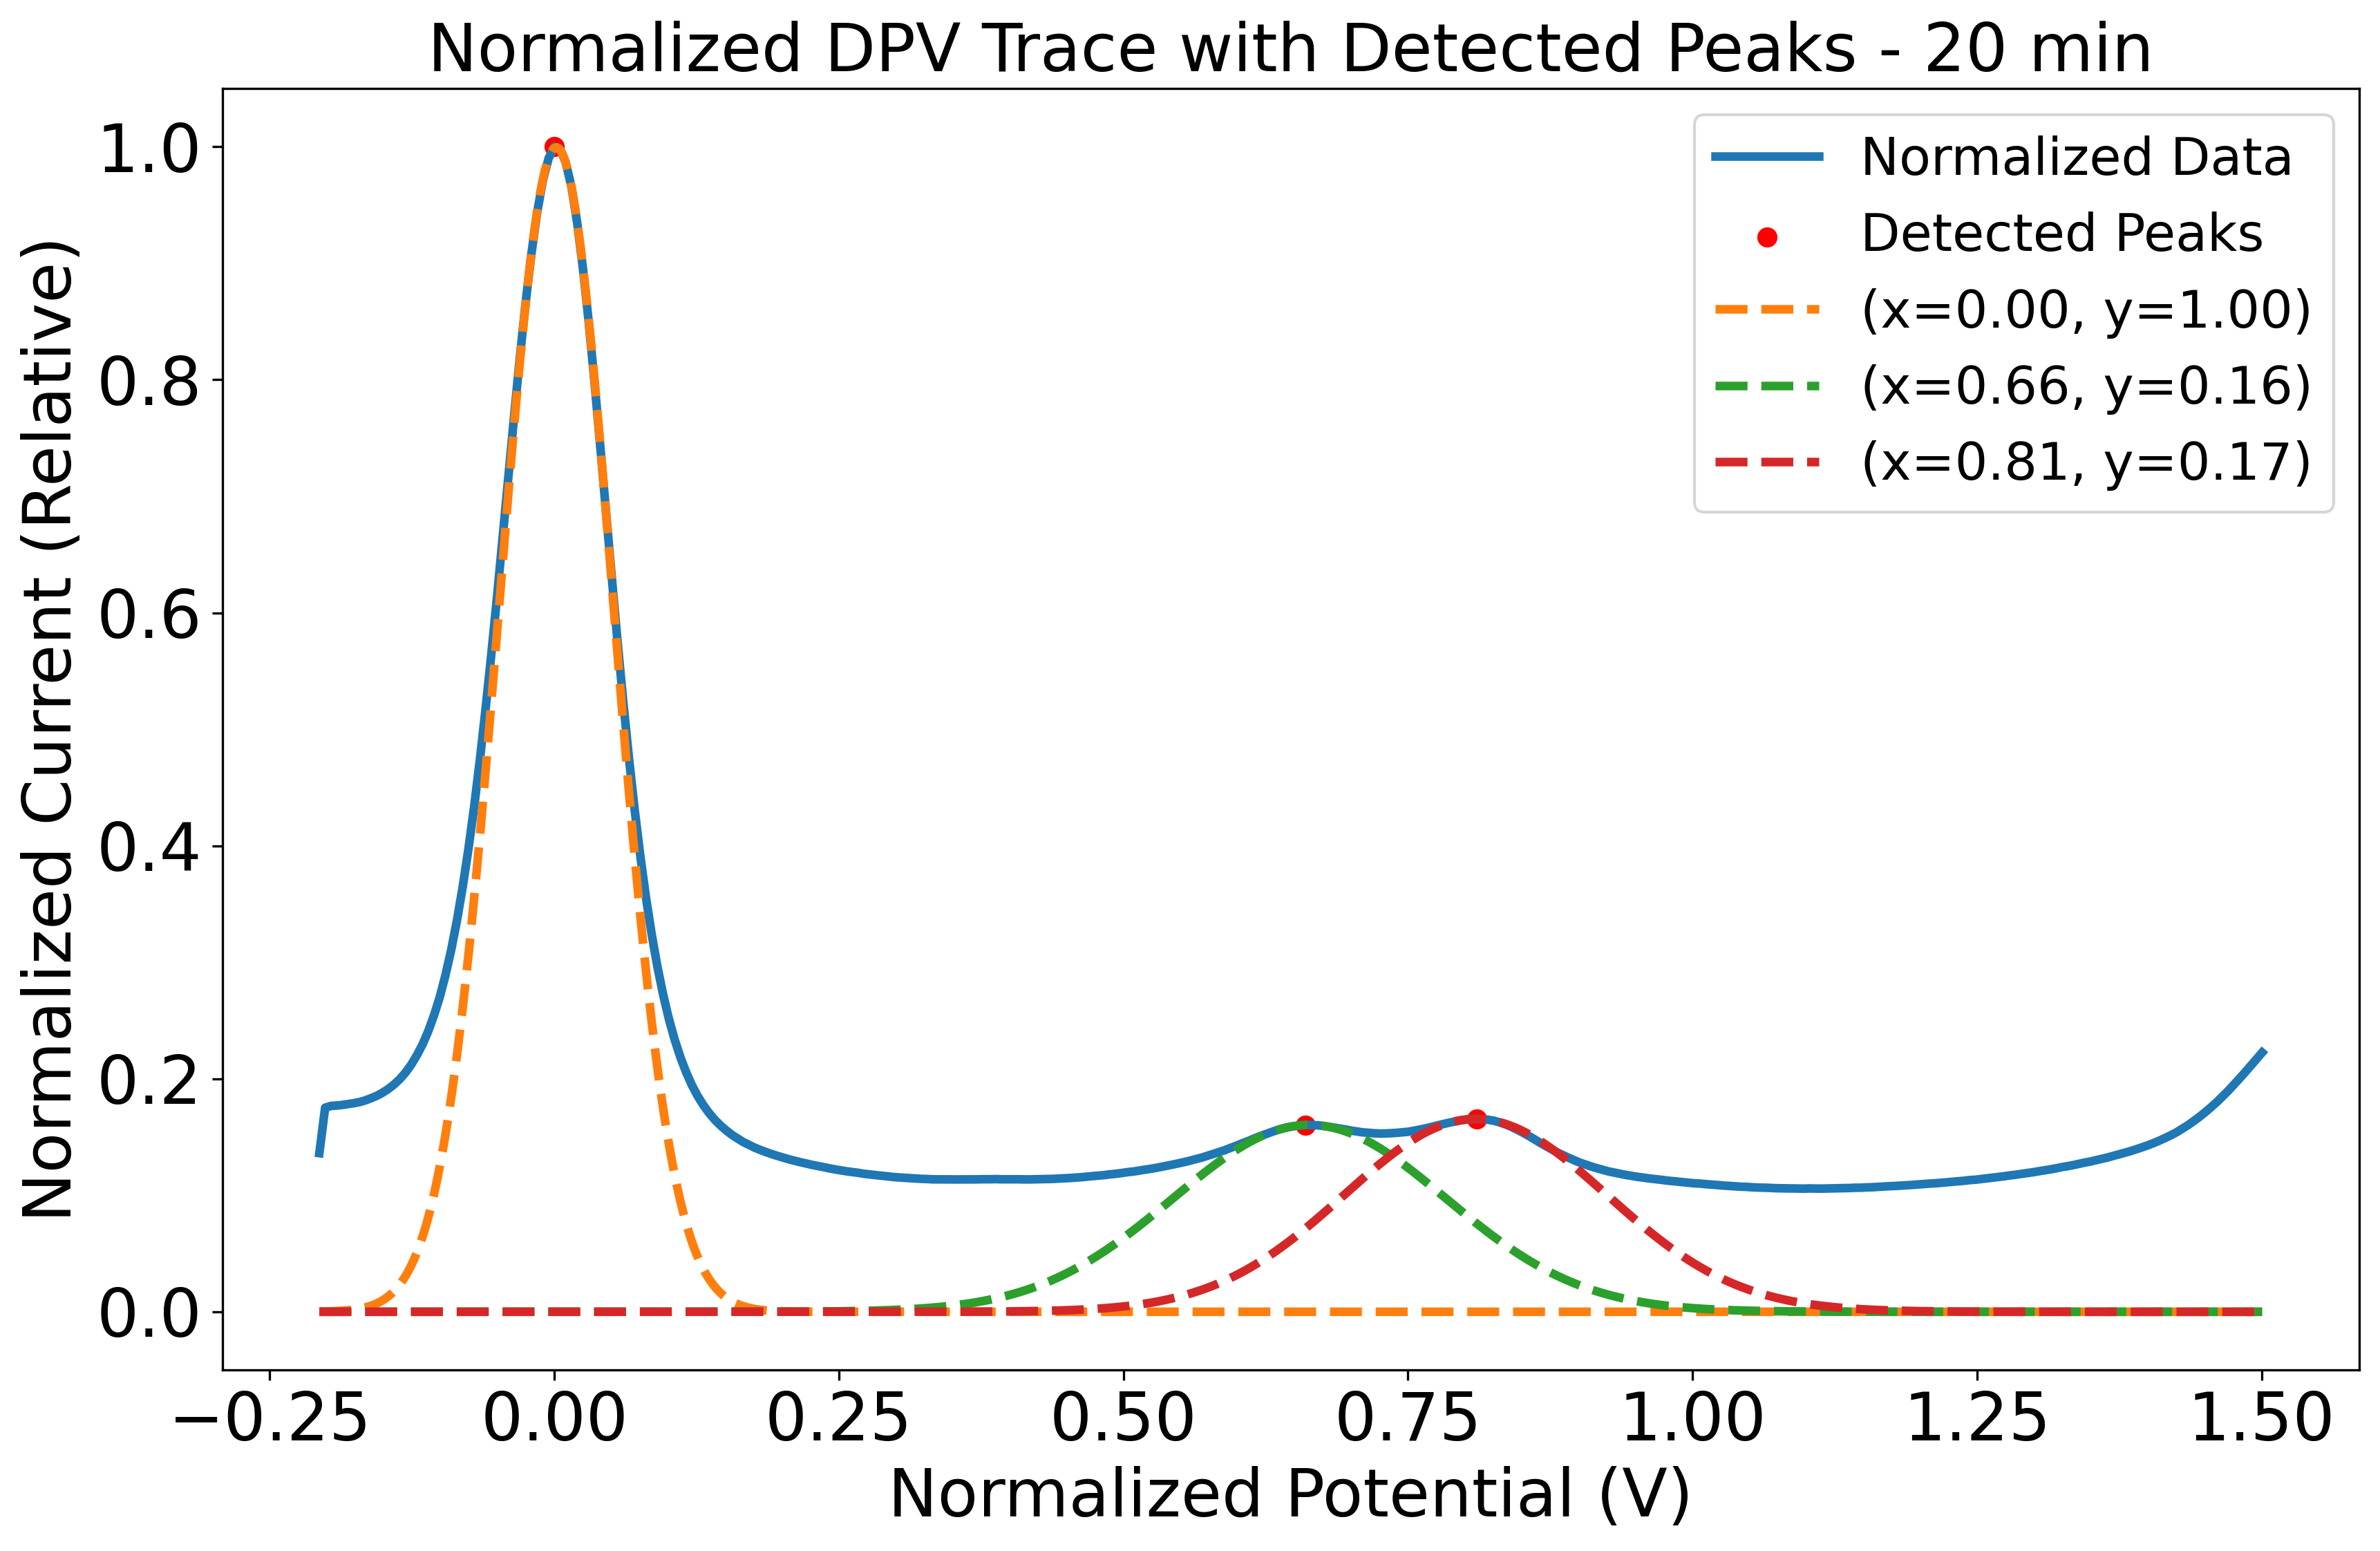 Normalized DPV Trace with Detected Peaks - 20 min
Normalized Current (Relative)
1.0
0.8
0.6
0.4
0.2
0.0
Normalized Data
Detected Peaks
(x=0.00, y=1.00)
(x=0.66, y=0.16)
(x=0.81, y=0.17)
−0.25 0.00 0.25 0.50 0.75 1.00 1.25 1.50
Normalized Potential (V)